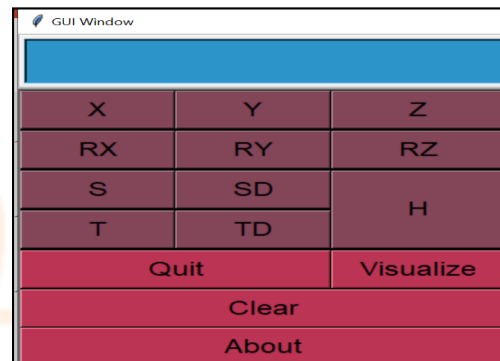 GUI Window
X Y Z
RX RY RZ
S SD
H
T TD
Quit Visualize
Clear
About